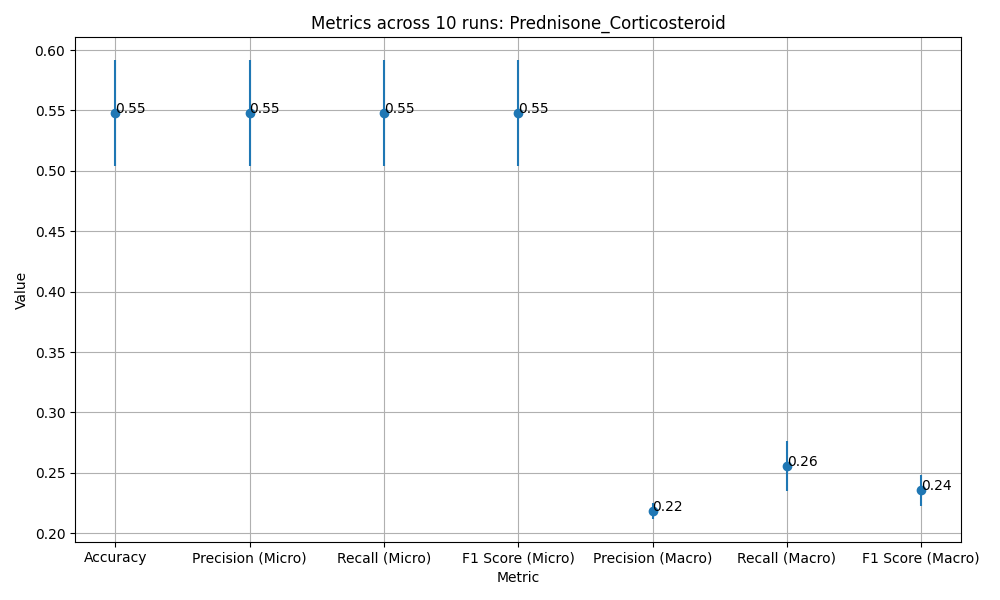 Metrics across 10 runs: Prednisone_Corticosteroid
0.60
0.55
0.50
0.45
0.40
0.35
0.30
0.25
0.20
Value
0.55
0.55
0.55
0.55
0.22
0.26
0.24
Accuracy
Precision (Micro)
Recall (Micro)
F1 Score (Micro)
Precision (Macro)
Recall (Macro)
F1 Score (Macro)
Metric